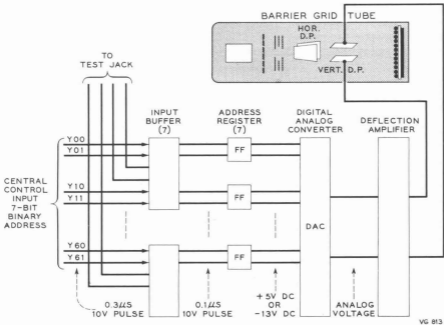 BARRIER GRID TUBE
HOR.
D.P.
VERT. D.P.
TO
TEST JACK
INPUT
BUFFER
(7)
ADDRESS
REGISTER
(7)
DIGITAL
ANALOG
CONVERTER
DEFLECTION
AMPLIFIER
Y00
Y01
FF
CENTRAL
CONTROL
INPUT
7-BIT
BINARY
ADDRESS
Y10
Y11
FF
DAC
Y60
Y61
FF
0.3µS
10V PULSE
0.1µS
10V PULSE
+5V DC
OR
-13V DC
ANALOG
VOLTAGE
VG 813